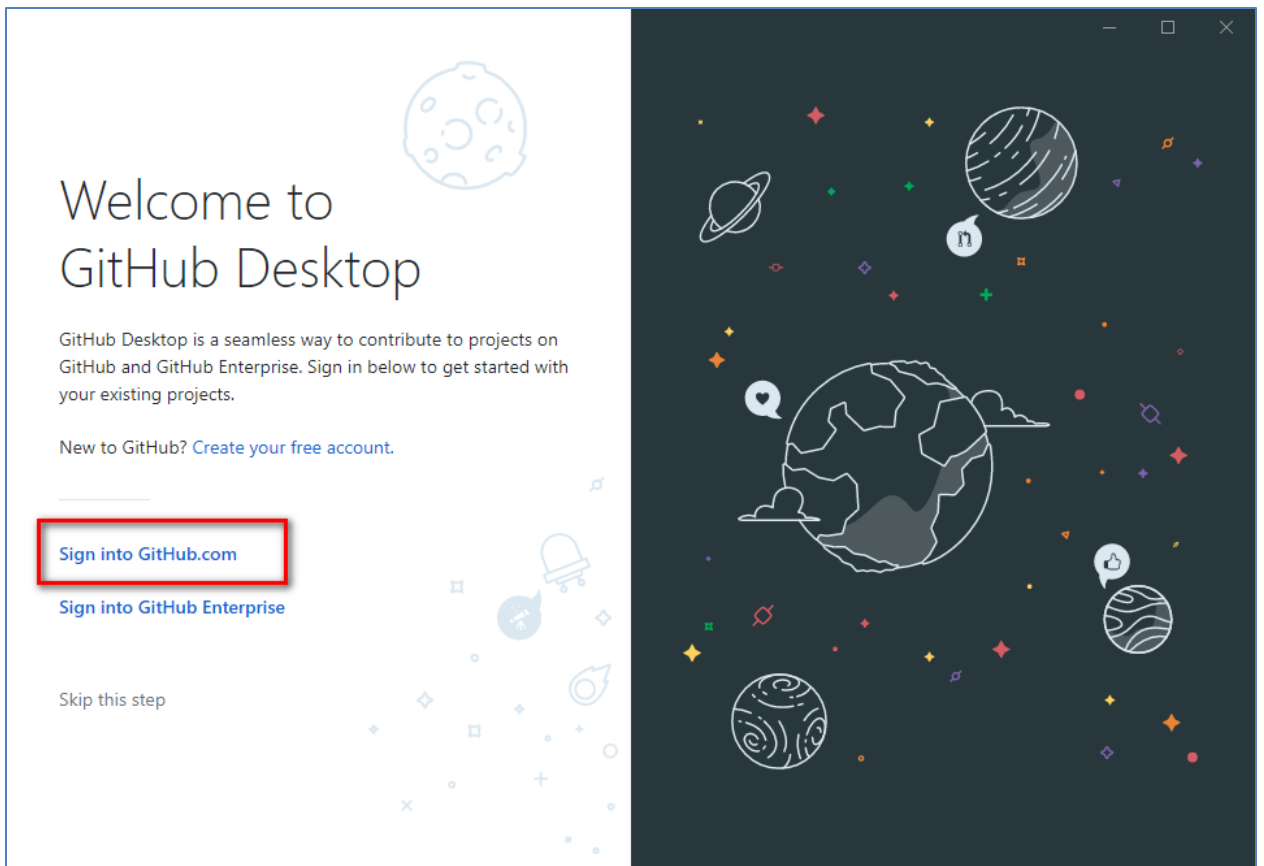 Welcome to
GitHub Desktop
GitHub Desktop is a seamless way to contribute to projects on
GitHub and GitHub Enterprise. Sign in below to get started with
your existing projects.
New to GitHub? Create your free account.
Sign into GitHub.com
Sign into GitHub Enterprise
Skip this step